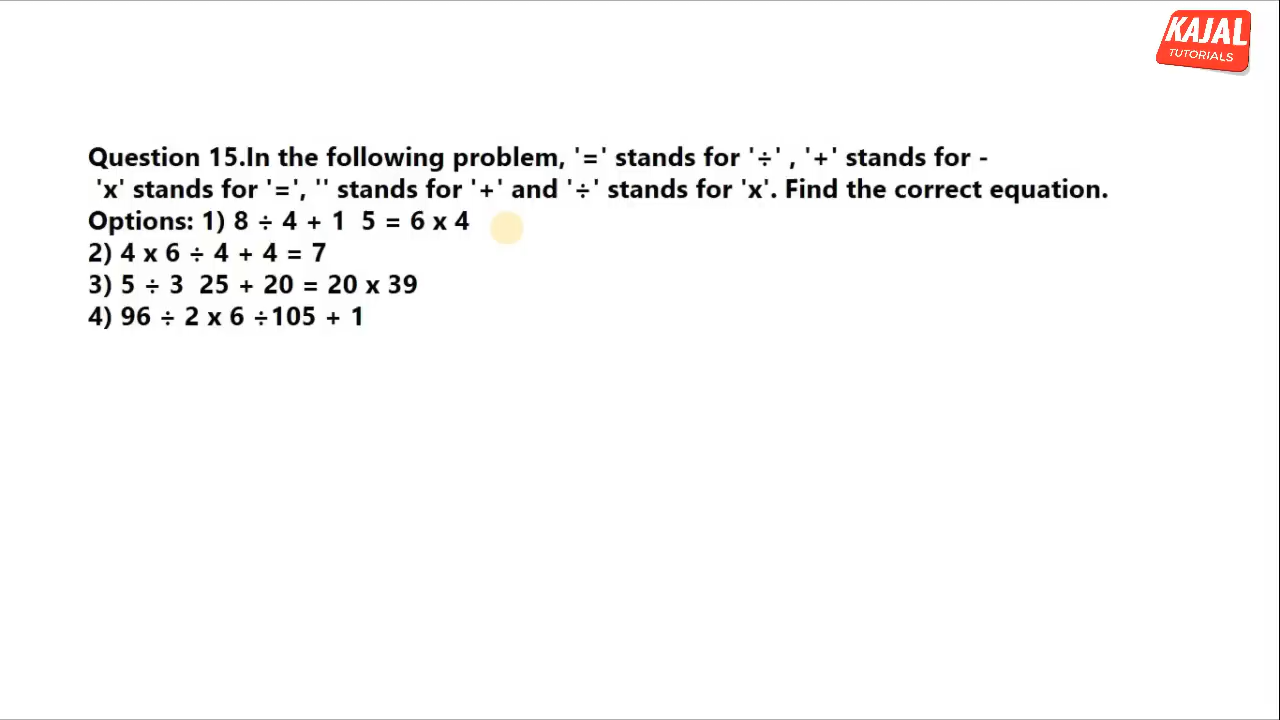 KAJAL
TUTORIALS
Question 15.In the following problem, '=' stands for '÷' , '+' stands for -
'x' stands for '=', '' stands for '+' and '÷' stands for 'x'. Find the correct equation.
Options: 1) 8 ÷ 4 + 1  5 = 6 x 4
2) 4 x 6 ÷ 4 + 4 = 7
3) 5 ÷ 3  25 + 20 = 20 x 39
4) 96 ÷ 2 x 6 ÷105 + 1